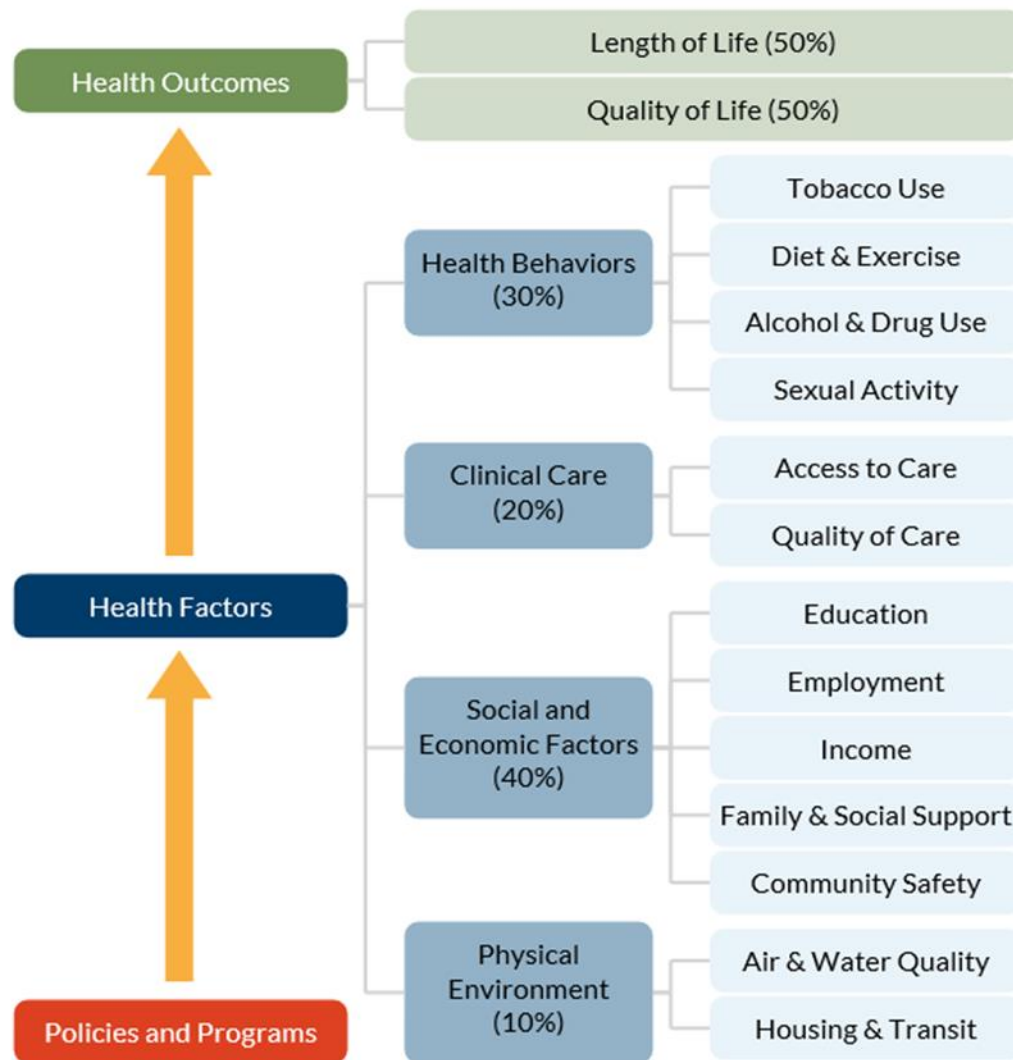 Health Outcomes
Length of Life (50%)
Quality of Life (50%)
Health Factors
Health Behaviors
(30%)
Tobacco Use
Diet & Exercise
Alcohol & Drug Use
Sexual Activity
Clinical Care
(20%)
Access to Care
Quality of Care
Social and
Economic Factors
(40%)
Education
Employment
Income
Family & Social Support
Community Safety
Physical
Environment
(10%)
Air & Water Quality
Housing & Transit
Policies and Programs